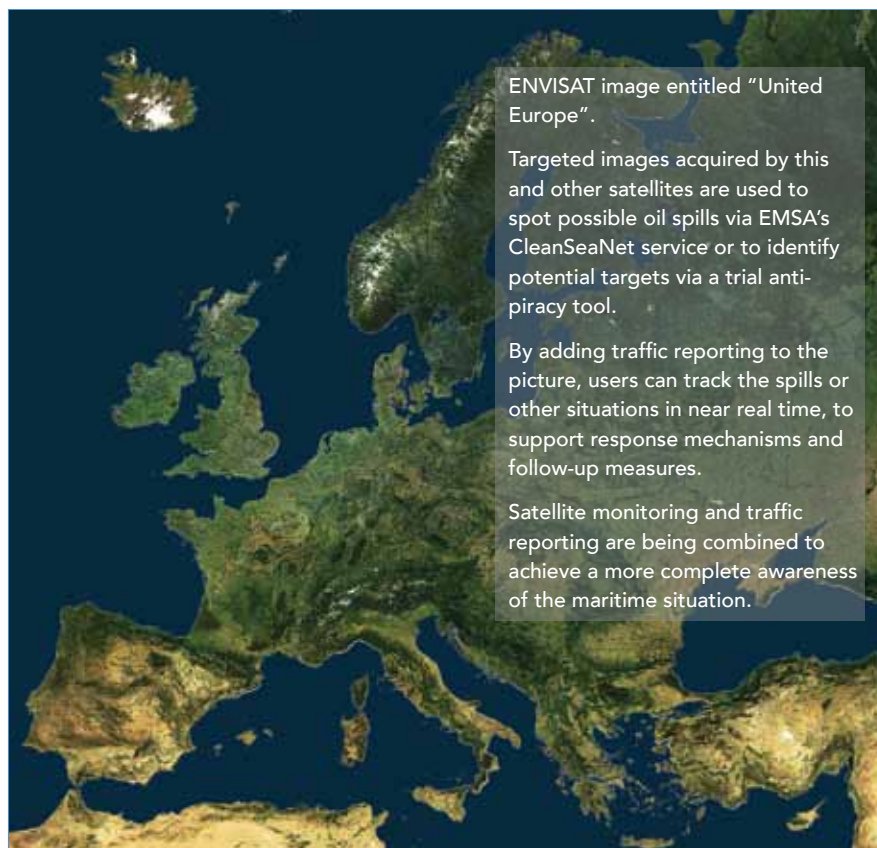 ENVISAT image entitled “United
Europe”.
Targeted images acquired by this
and other satellites are used to
spot possible oil spills via EMSA’s
CleanSeaNet service or to identify
potential targets via a trial anti-
piracy tool.
By adding traffic reporting to the
picture, users can track the spills or
other situations in near real time, to
support response mechanisms and
follow-up measures.
Satellite monitoring and traffic
reporting are being combined to
achieve a more complete awareness
of the maritime situation.